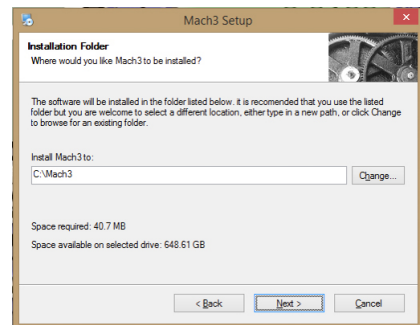 Mach3 Setup
Installation Folder
Where would you like Mach3 to be installed?
The software will be installed in the folder listed below. it is recomended that you use the listed
folder but you are welcome to select a different location, either type in a new path, or click Change
to browse for an existing folder.
Install Mach3 to:
C:\Mach3
Change...
Space required: 40.7 MB
Space available on selected drive: 648.61 GB
< Back
Next >
Cancel